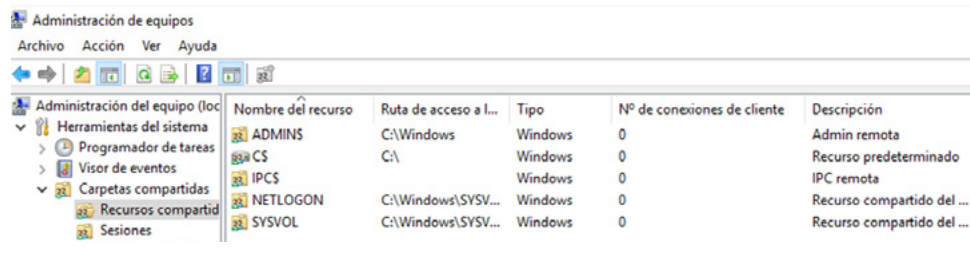 Administración de equipos
Archivo Acción Ver Ayuda
Administración del equipo (loc
Herramientas del sistema
Programador de tareas
Visor de eventos
Carpetas compartidas
Recursos compartid
Sesiones
Nombre del recurso Ruta de acceso a l... Tipo Nº de conexiones de cliente Descripción
ADMIN$ C:\Windows Windows 0 Admin remota
C$ C:\ Windows 0 Recurso predeterminado
IPC$ Windows 0 IPC remota
NETLOGON C:\Windows\SYSV... Windows 0 Recurso compartido del ...
SYSVOL C:\Windows\SYSV... Windows 0 Recurso compartido del ...